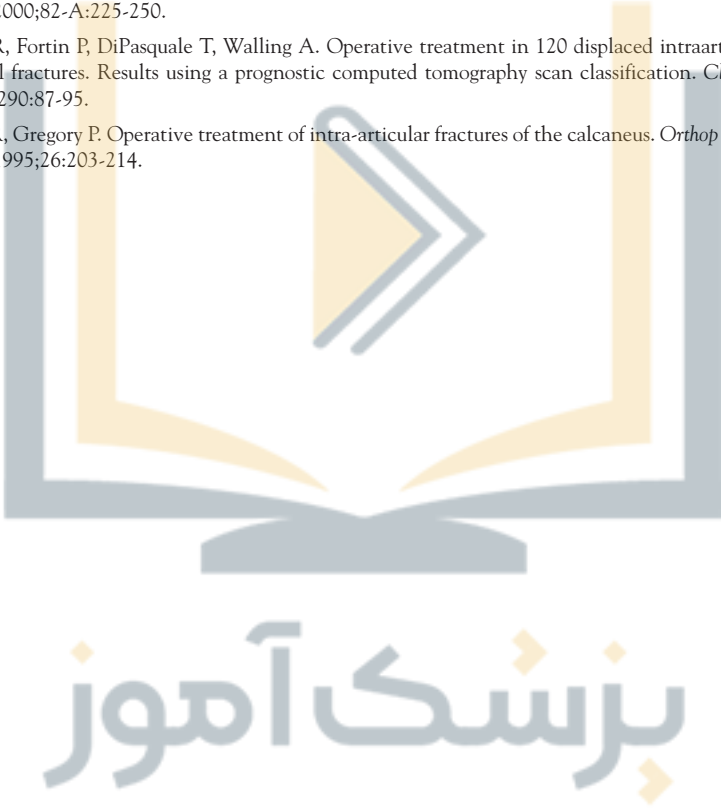 2000;82-A:225-250.
R, Fortin P, DiPasquale T, Walling A. Operative treatment in 120 displaced intraart
l fractures. Results using a prognostic computed tomography scan classification. Cl
290:87-95.
, Gregory P. Operative treatment of intra-articular fractures of the calcaneus. Orthop
1995;26:203-214.
پزشک آموز